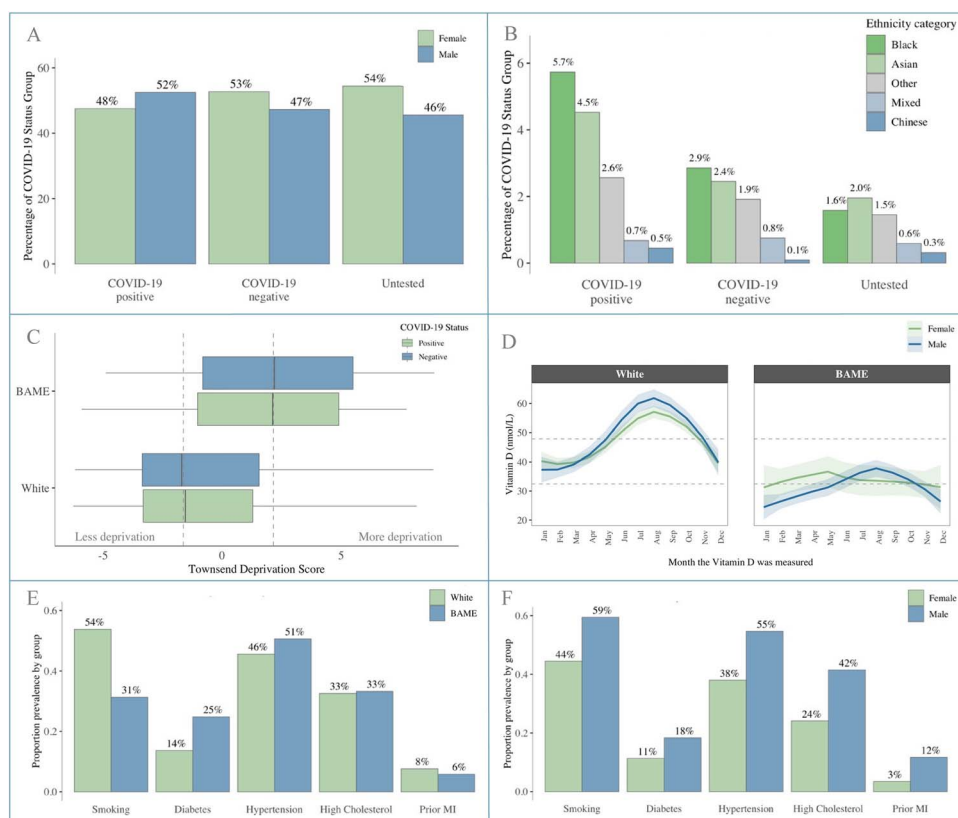 A
Female
Male
Percentage of COVID-19 Status Group
60
40
20
0
48%
52%
53%
47%
54%
46%
COVID-19
positive
COVID-19
negative
Untested
B
Ethnicity category
Black
Asian
Other
Mixed
Chinese
Percentage of COVID-19 Status Group
6
4
2
0
5.7%
4.5%
2.6%
0.7%
0.5%
2.9%
2.4%
1.9%
0.8%
0.1%
1.6%
2.0%
1.5%
0.6%
0.3%
COVID-19
positive
COVID-19
negative
Untested
C
COVID-19 Status
Positive
Negative
BAME
White
Less deprivation
More deprivation
-5
0
5
Townsend Deprivation Score
D
Female
Male
White
BAME
Vitamin D (nmol/L)
60
50
40
30
20
Jan
Feb
Mar
Apr
May
Jun
Jul
Aug
Sep
Oct
Nov
Dec
Jan
Feb
Mar
Apr
May
Jun
Jul
Aug
Sep
Oct
Nov
Dec
Month the Vitamin D was measured
E
White
BAME
Proportion prevalence by group
0.6
0.4
0.2
0.0
54%
31%
14%
25%
46%
51%
33%
33%
8%
6%
Smoking
Diabetes
Hypertension
High Cholesterol
Prior MI
F
Female
Male
Proportion prevalence by group
0.6
0.4
0.2
0.0
44%
59%
11%
18%
38%
55%
24%
42%
3%
12%
Smoking
Diabetes
Hypertension
High Cholesterol
Prior MI